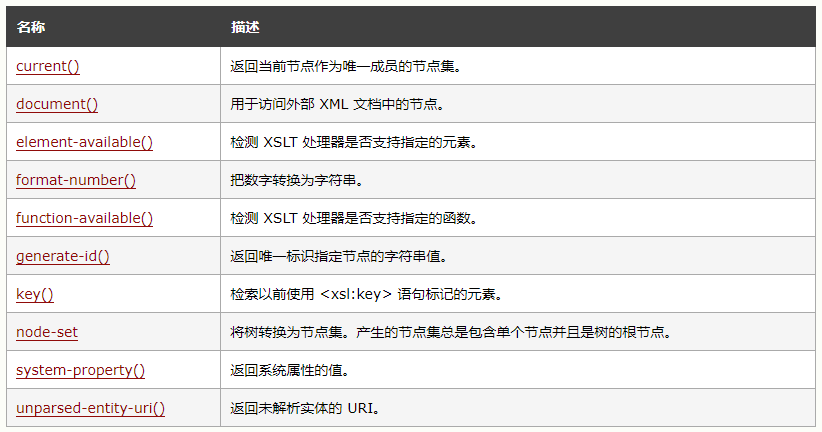 名称 描述
current() 返回当前节点作为唯一成员的节点集。
document() 用于访问外部 XML 文档中的节点。
element-available() 检测 XSLT 处理器是否支持指定的元素。
format-number() 把数字转换为字符串。
function-available() 检测 XSLT 处理器是否支持指定的函数。
generate-id() 返回唯一标识指定节点的字符串值。
key() 检索以前使用 <xsl:key> 语句标记的元素。
node-set 将树转换为节点集。产生的节点集总是包含单个节点并且是树的根节点。
system-property() 返回系统属性的值。
unparsed-entity-uri() 返回未解析实体的 URI。